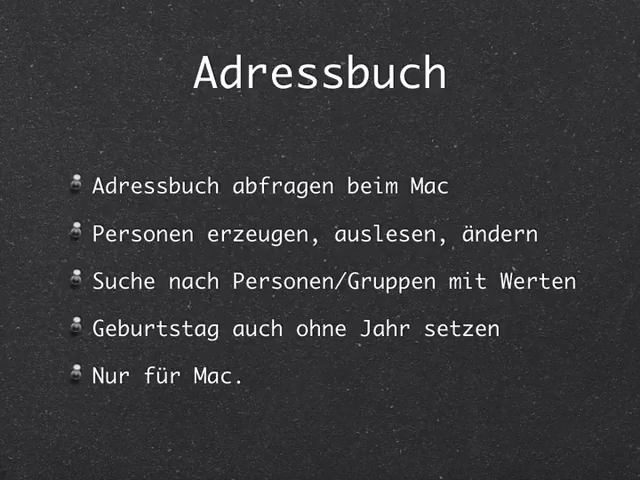 Adressbuch
Adressbuch abfragen beim Mac
Personen erzeugen, auslesen, ändern
Suche nach Personen/Gruppen mit Werten
Geburtstag auch ohne Jahr setzen
Nur für Mac.